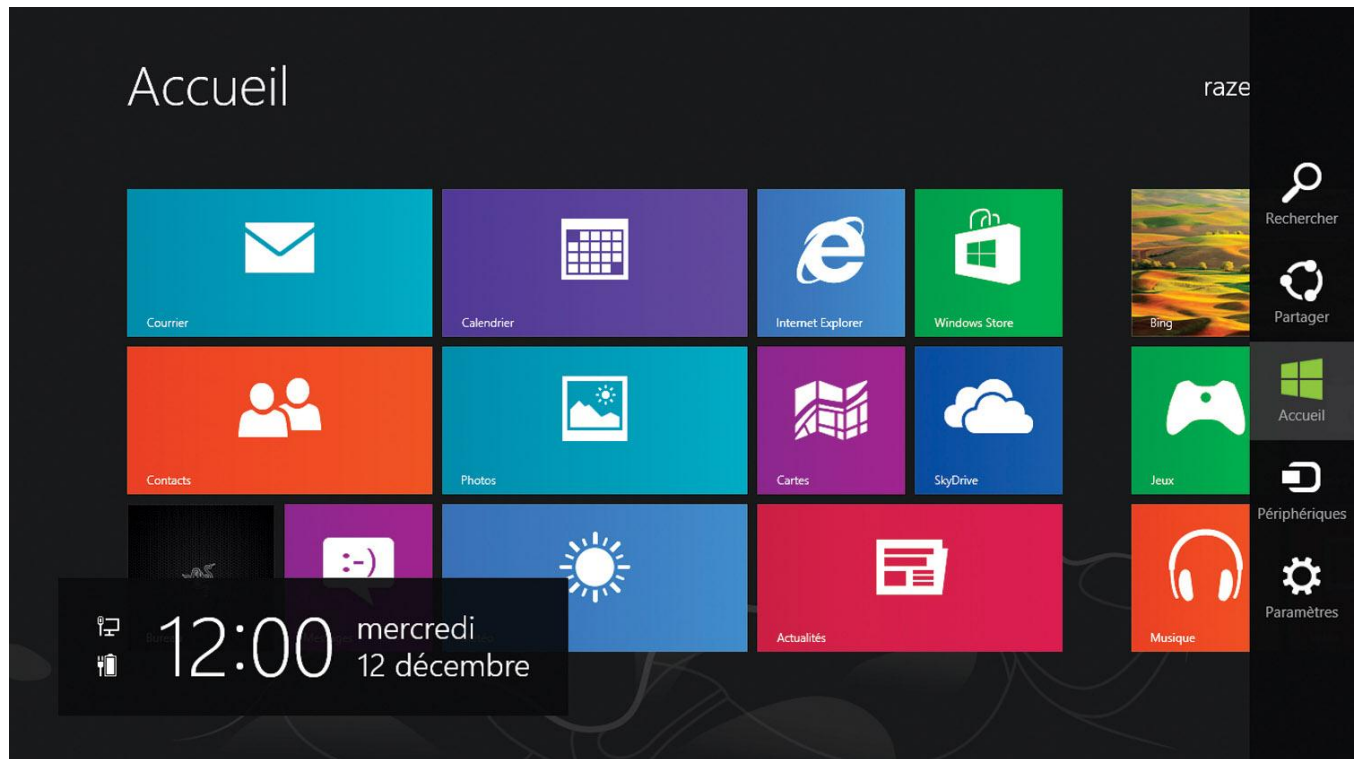 Accueil
raze
Rechercher
Partager
Accueil
Périphériques
Paramètres
Courrier
Calendrier
Internet Explorer
Windows Store
Bing
Contacts
Photos
Cartes
SkyDrive
Jeux
Actualités
Musique
12:00
mercredi
12 décembre